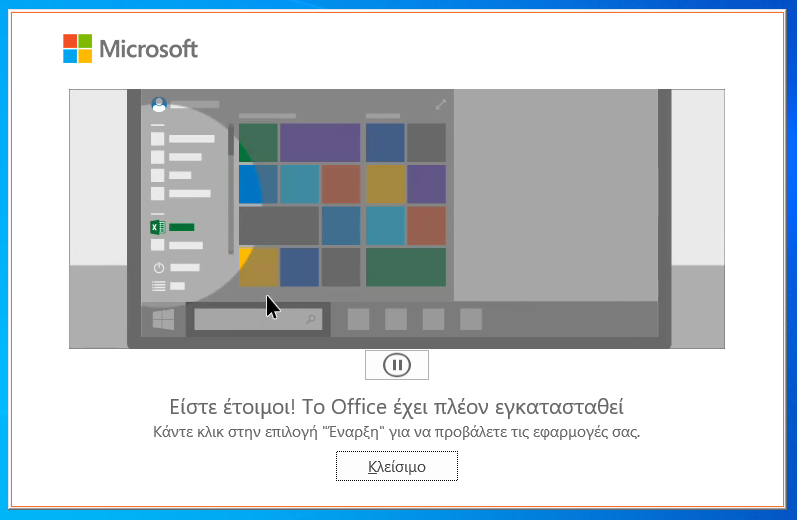 Microsoft
Είστε έτοιμοι! Το Office έχει πλέον εγκατασταθεί
Κάντε κλικ στην επιλογή "Έναρξη" για να προβάλετε τις εφαρμογές σας.
Κλείσιμο